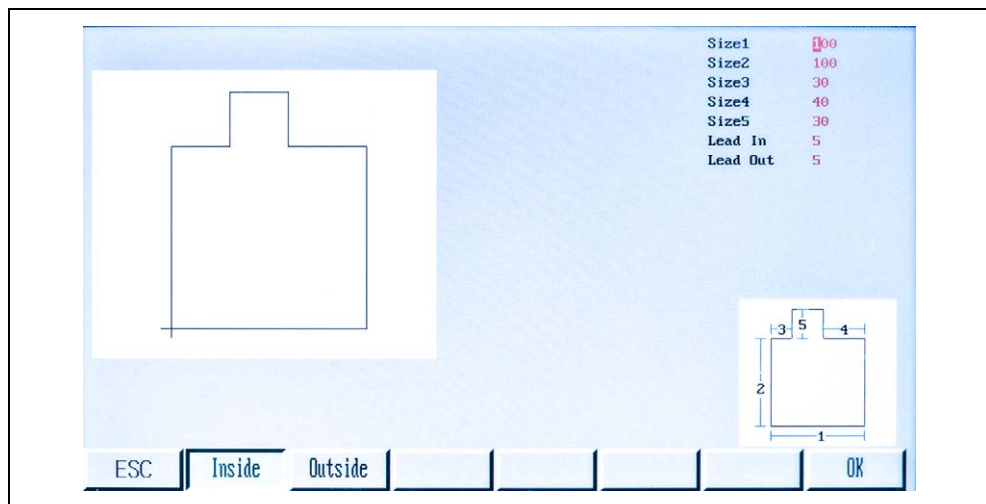 Size1 100
Size2 100
Size3 30
Size4 40
Size5 30
Lead In 5
Lead Out 5
3 5 4
2
1
ESC Inside Outside OK